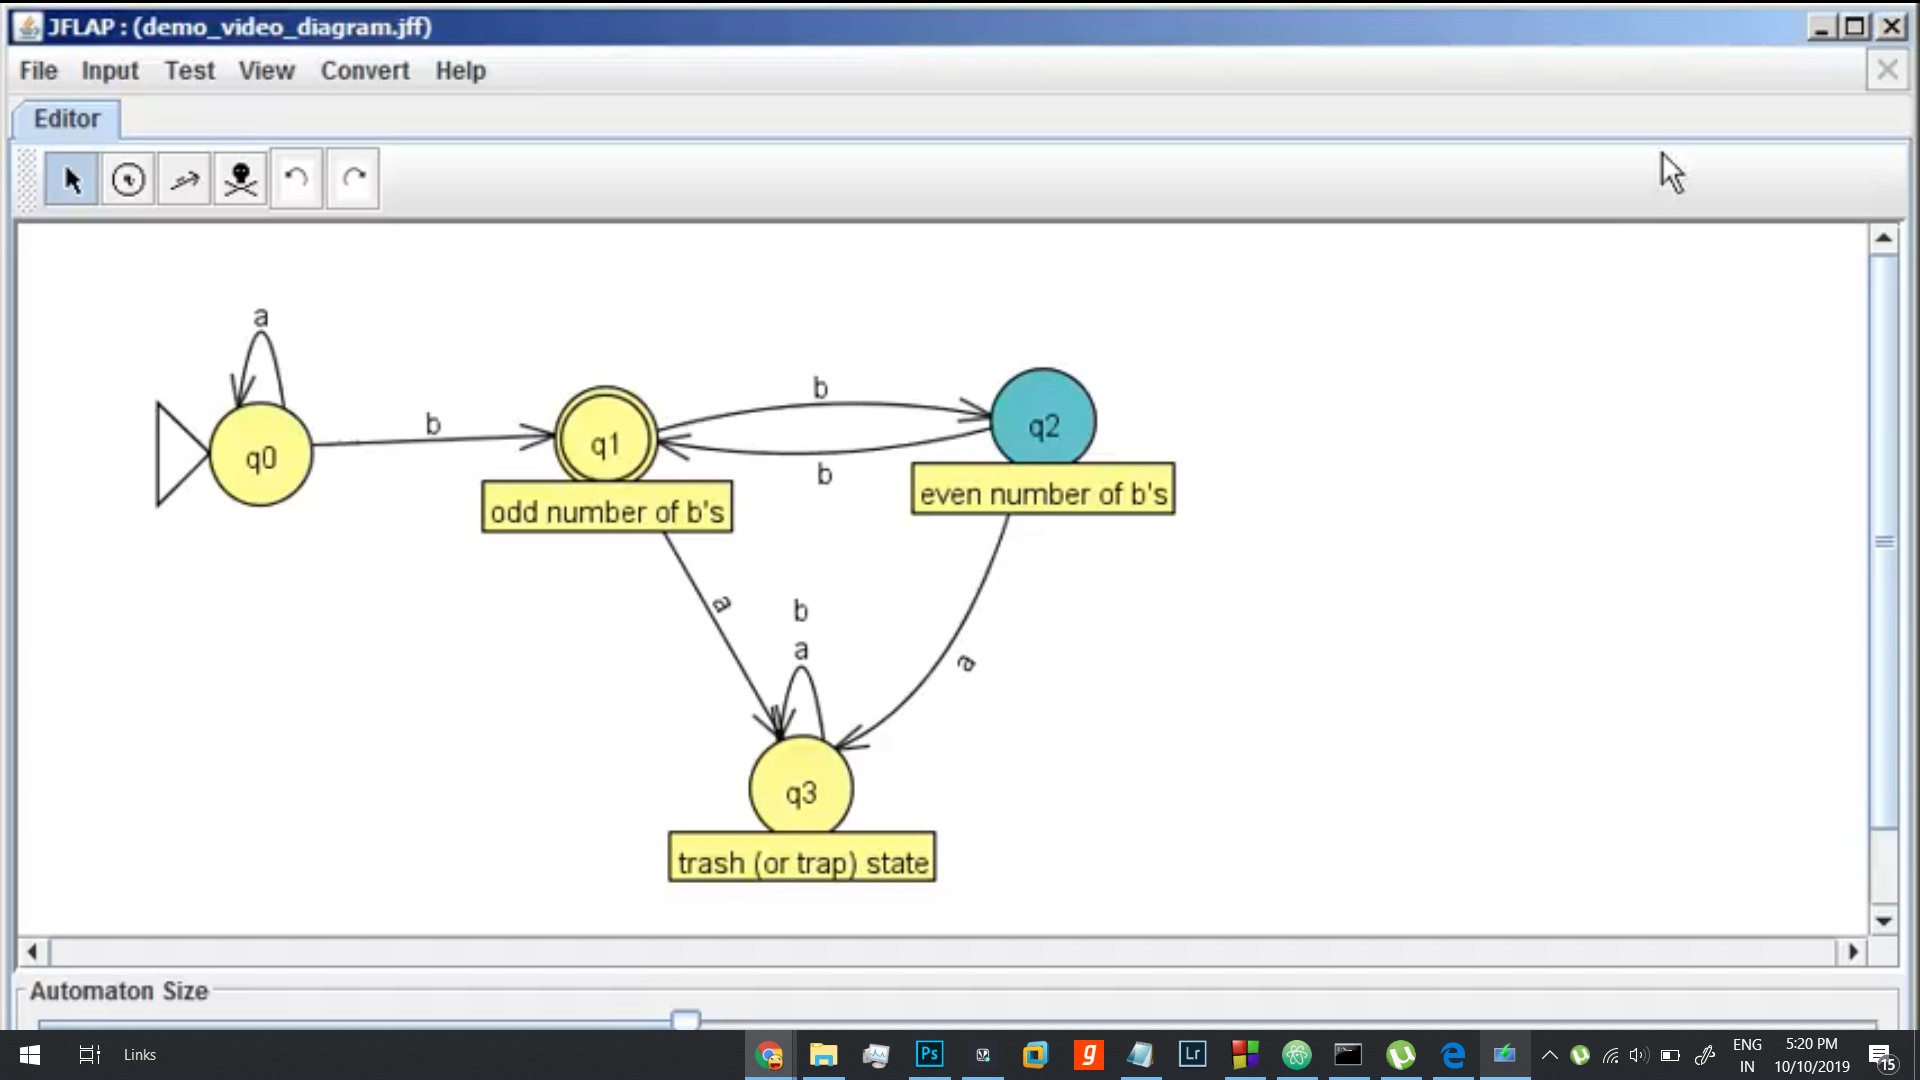 JFLAP : (demo_video_diagram.jff)
File Input Test View Convert Help
Editor
a
b
b
q0
q1
q2
b
odd number of b's
even number of b's
a
b
a
a
q3
trash (or trap) state
Automaton Size
Links
Ps
g
Lr
ENG
IN
5:20 PM
10/10/2019
15